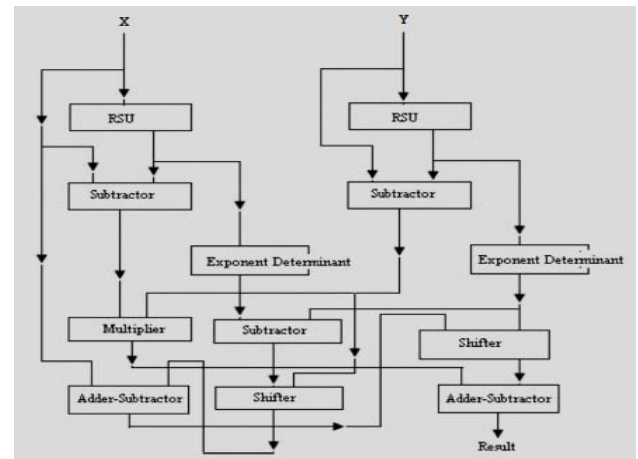 X
Y
RSU
RSU
Subtractor
Subtractor
Exponent Determinant
Exponent Determinant
Multiplier
Subtractor
Shifter
Adder-Subtractor
Shifter
Adder-Subtractor
Result